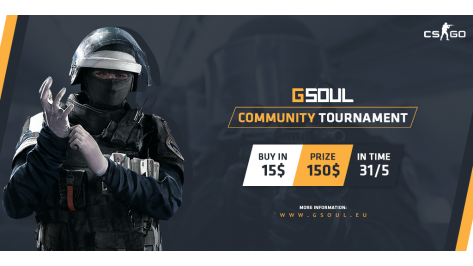 CS GO
GSOUL
COMMUNITY TOURNAMENT
BUY IN
15$
PRIZE
150$
IN TIME
31/5
MORE INFORMATION:
WWW.GSOUL.EU